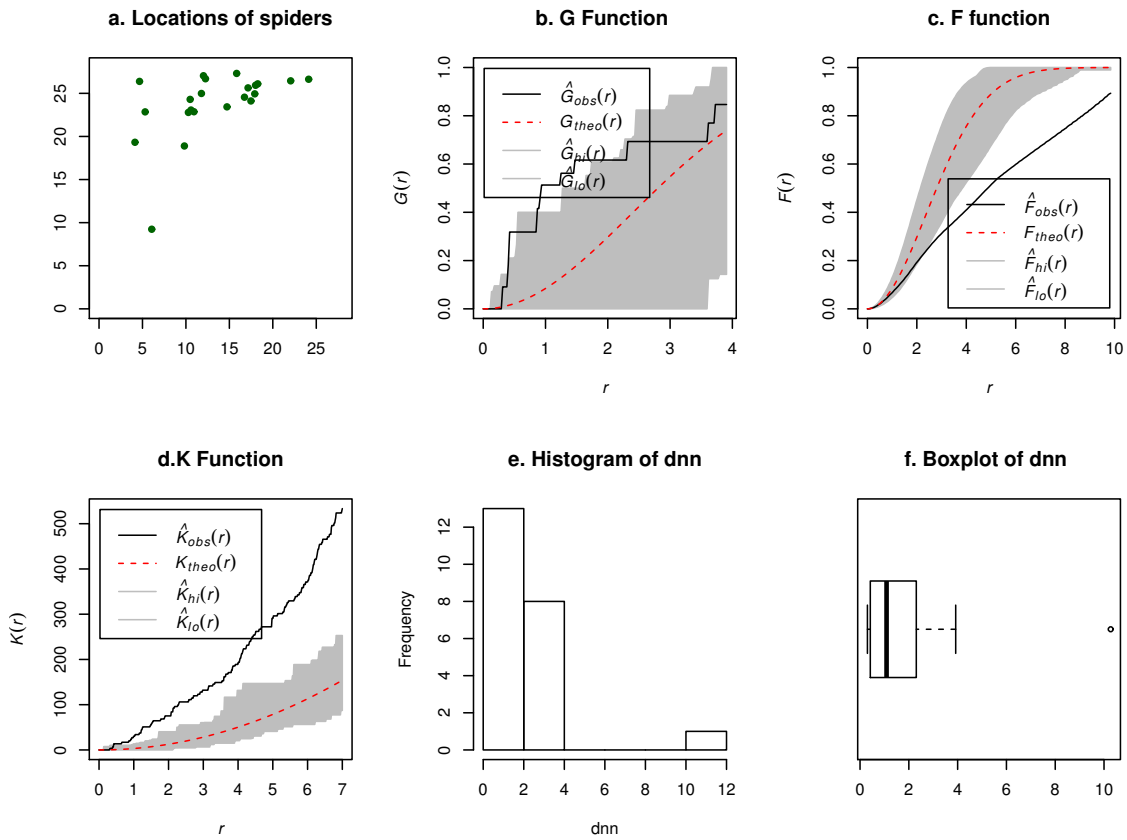 a. Locations of spiders
0 5 10 15 20 25
0 5 10 15 20 25
b. G Function
Ĝobs(r)
Gtheo(r)
Ĝhi(r)
Ĝlo(r)
G(r)
0.0 0.2 0.4 0.6 0.8 1.0
0 1 2 3 4
r
c. F function
F̂obs(r)
Ftheo(r)
F̂hi(r)
F̂lo(r)
F(r)
0.0 0.2 0.4 0.6 0.8 1.0
0 2 4 6 8 10
r
d.K Function
K̂obs(r)
Ktheo(r)
K̂hi(r)
K̂lo(r)
K(r)
0 100 200 300 400 500
0 1 2 3 4 5 6 7
r
e. Histogram of dnn
Frequency
0 2 4 6 8 10 12
0 2 4 6 8 10 12
dnn
f. Boxplot of dnn
0 2 4 6 8 10